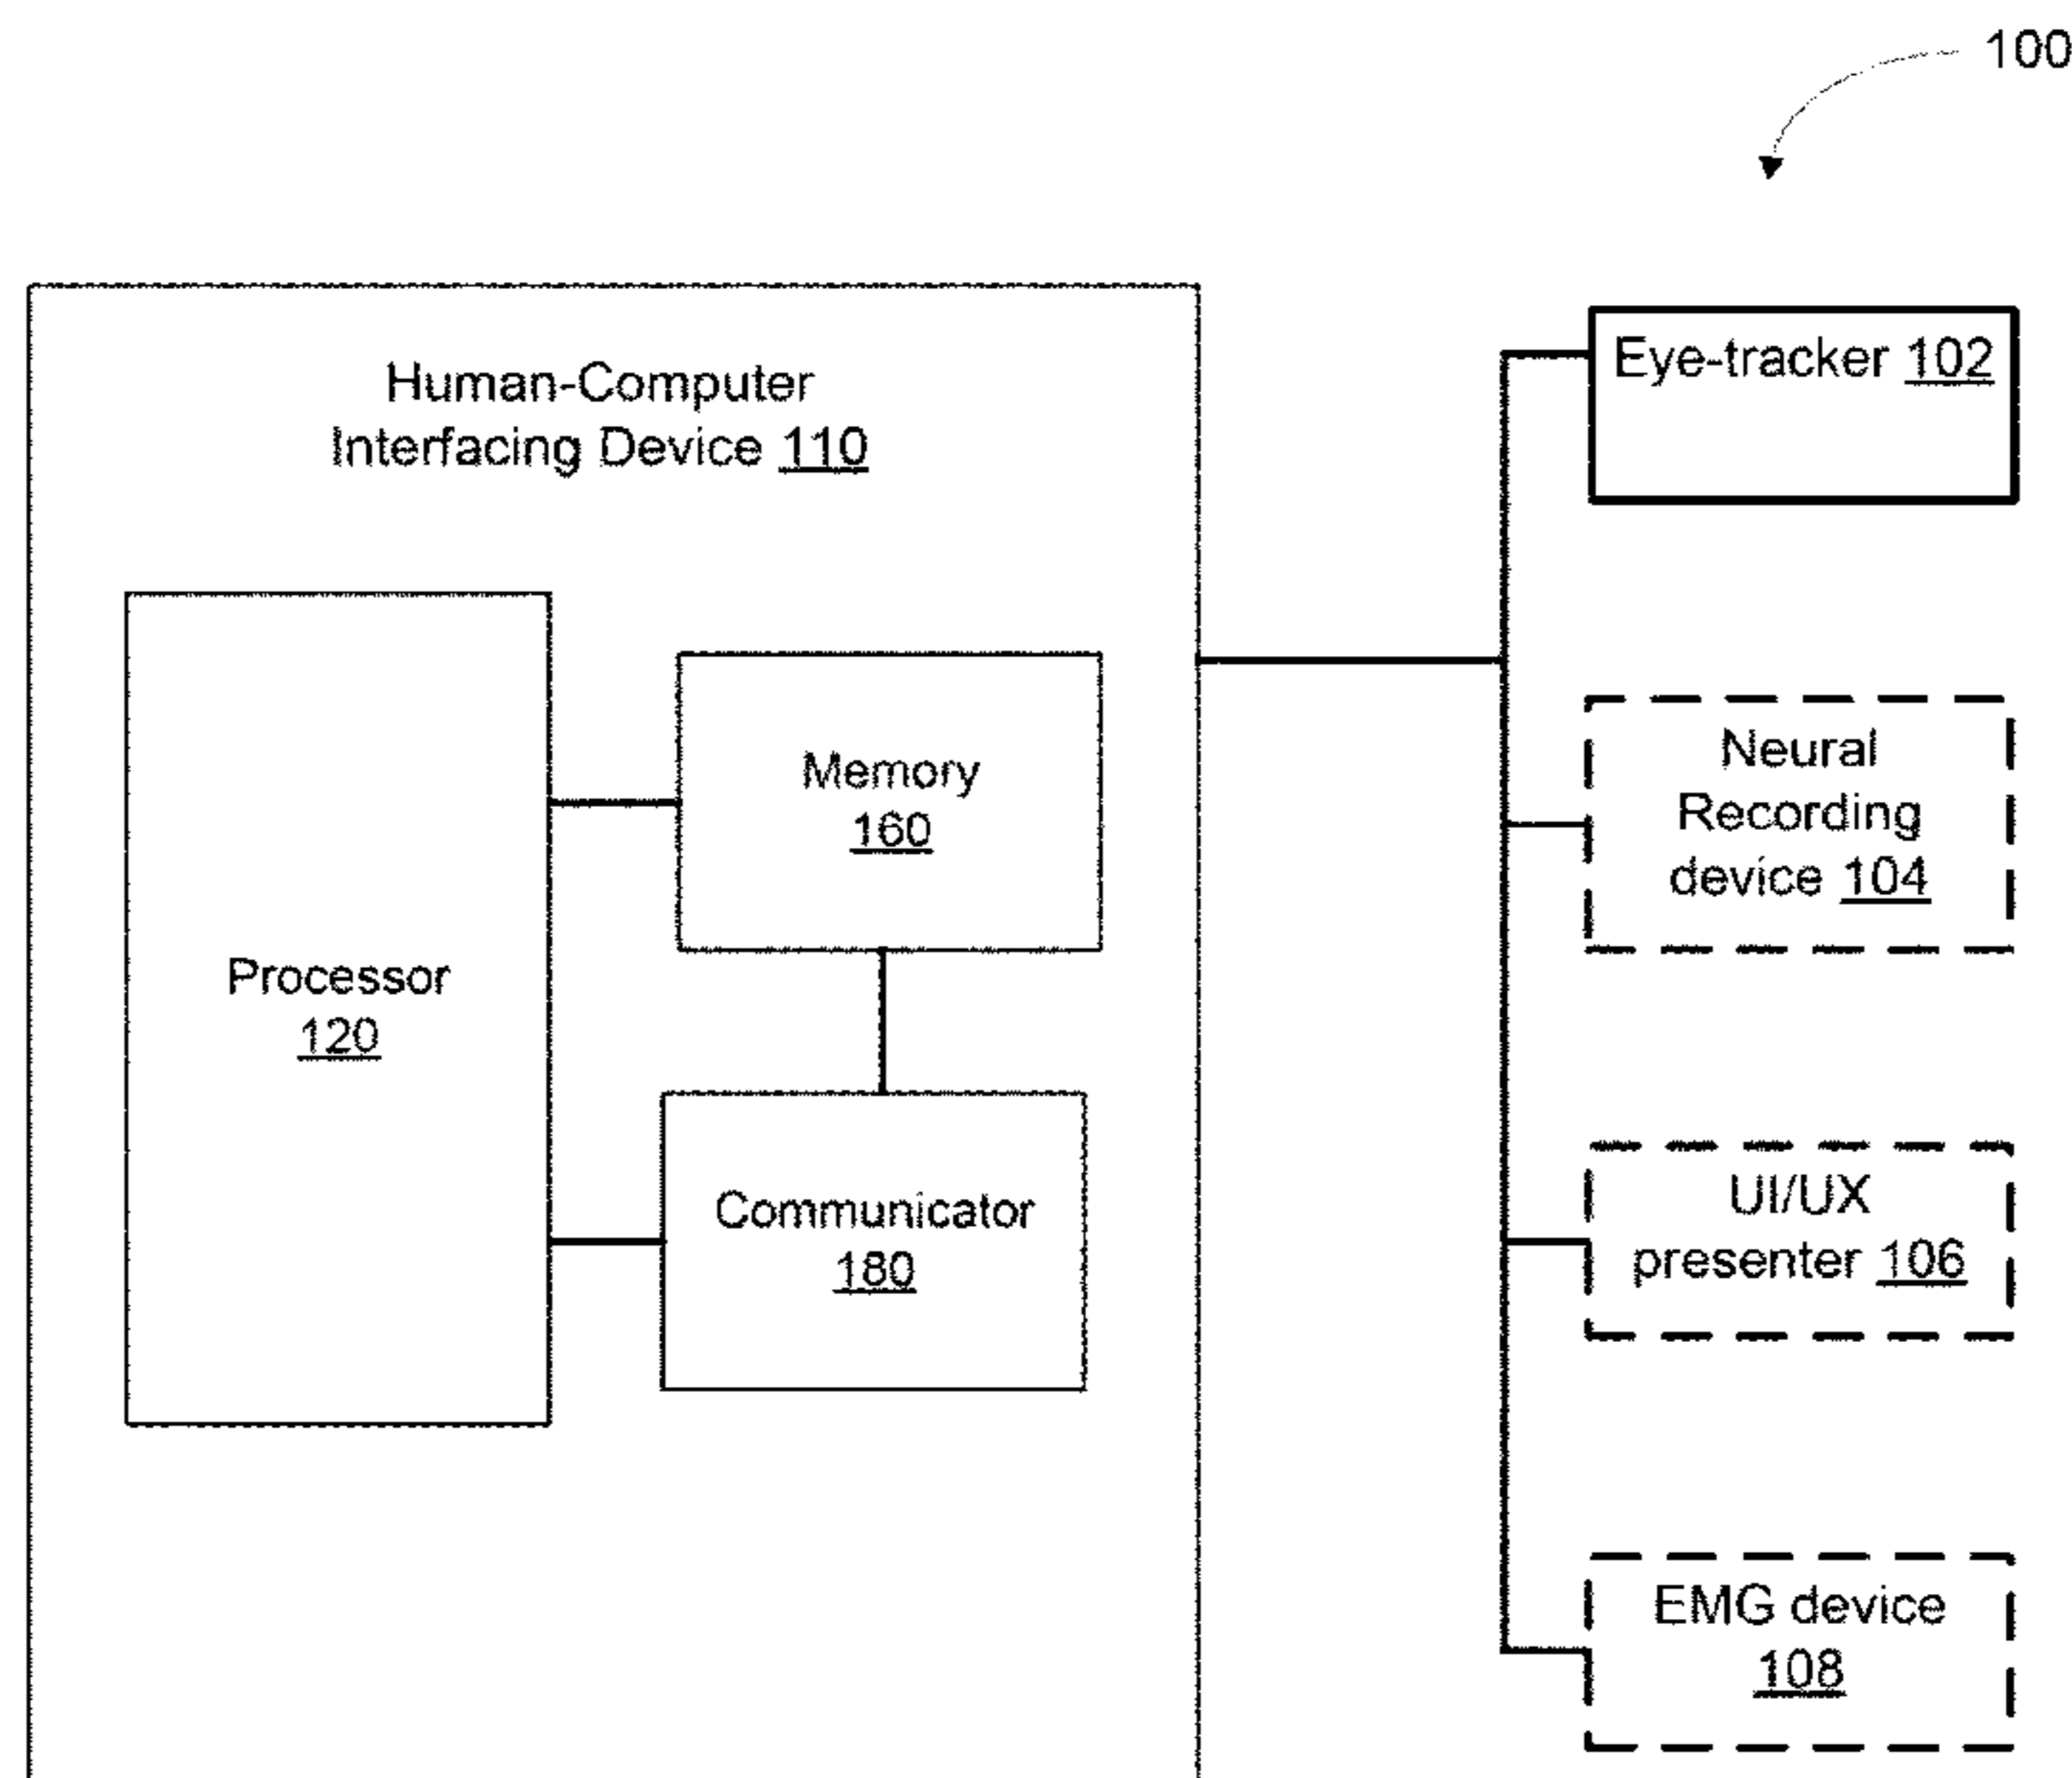 100
Human-Computer
Interfacing Device 110
Processor
120
Memory
160
Communicator
180
Eye-tracker 102
Neural
Recording
device 104
UI/UX
presenter 106
EMG device
108